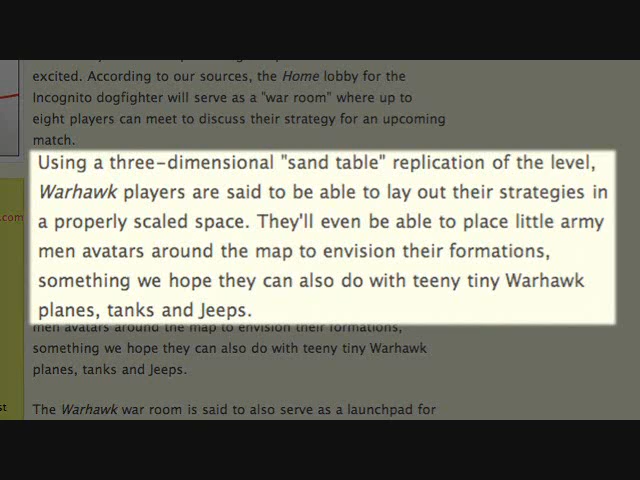 excited. According to our sources, the Home lobby for the
Incognito dogfighter will serve as a "war room" where up to
eight players can meet to discuss their strategy for an upcoming
match.
Using a three-dimensional "sand table" replication of the level,
Warhawk players are said to be able to lay out their strategies in
a properly scaled space. They'll even be able to place little army
men avatars around the map to envision their formations,
something we hope they can also do with teeny tiny Warhawk
planes, tanks and Jeeps.
men avatars around the map to envision their formations,
something we hope they can also do with teeny tiny Warhawk
planes, tanks and Jeeps.
The Warhawk war room is said to also serve as a launchpad for
.com
st